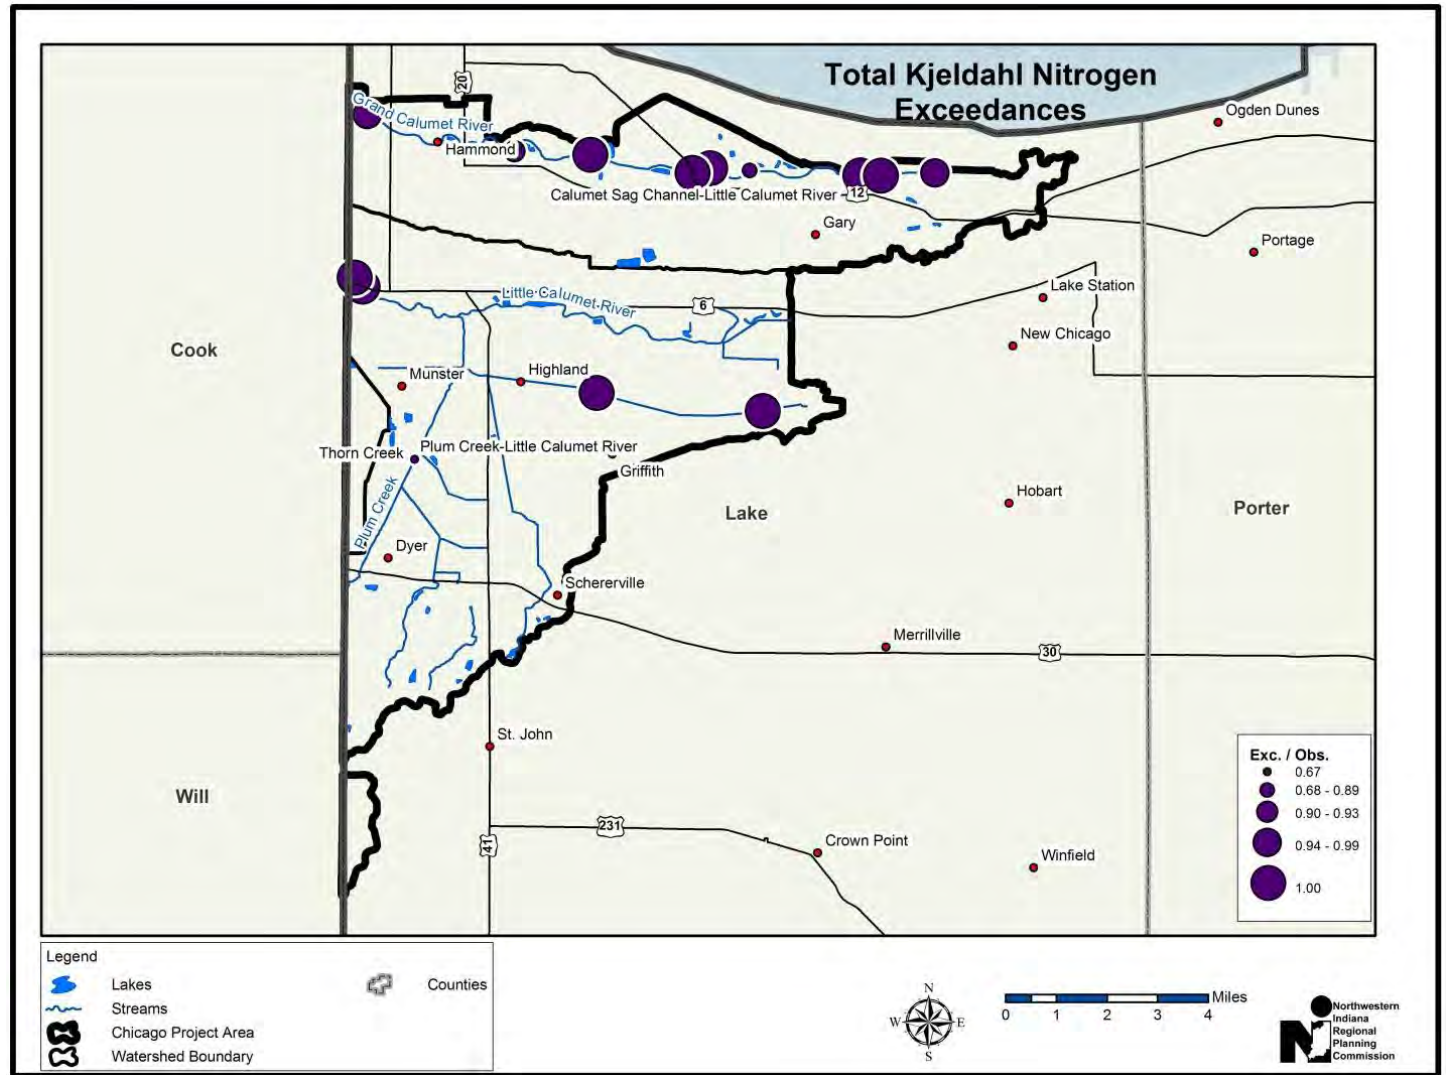 Total Kjeldahl Nitrogen
Exceedances
20
Ogden Dunes
Grand Calumet River
Hammond
Calumet Sag Channel-Little Calumet River
12
Gary
Portage
Lake Station
Little Calumet River
6
New Chicago
Cook
Munster
Highland
Thorn Creek
Plum Creek-Little Calumet River
Griffith
Plum Creek
Hobart
Lake
Porter
Dyer
Schererville
Merrillville
30
St. John
Will
231
41
Crown Point
Winfield
Exc. / Obs.
0.67
0.68 - 0.89
0.90 - 0.93
0.94 - 0.99
1.00
Legend
Lakes
Counties
Streams
Chicago Project Area
Watershed Boundary
N
W
E
S
Miles
0 1 2 3 4
Northwestern
Indiana
Regional
Planning
Commission